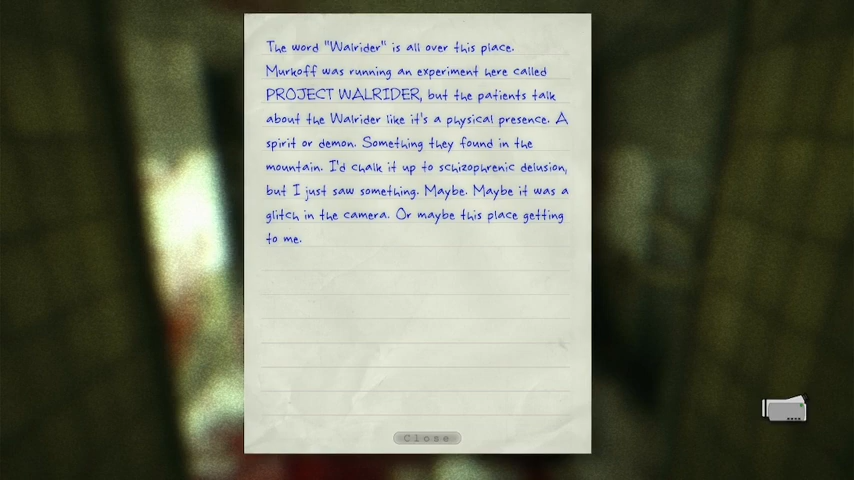 The word "Walrider" is all over this place.
Murkoff was running an experiment here called
PROJECT WALRIDER, but the patients talk
about the Walrider like it's a physical presence. A
spirit or demon. Something they found in the
mountain. I'd chalk it up to schizophrenic delusion,
but I just saw something. Maybe. Maybe it was a
glitch in the camera. Or maybe this place getting
to me.
Close